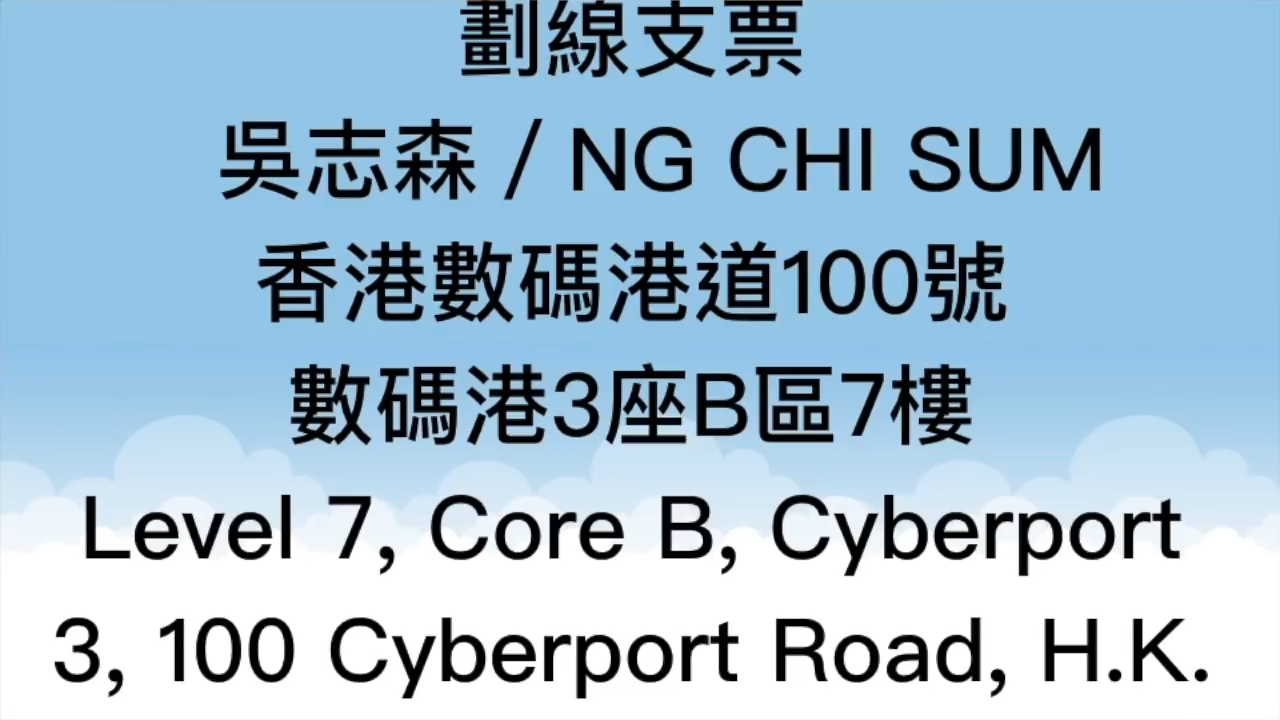 劃線支票
吳志森 / NG CHI SUM
香港數碼港道100號
數碼港3座B區7樓
Level 7, Core B, Cyberport
3, 100 Cyberport Road, H.K.